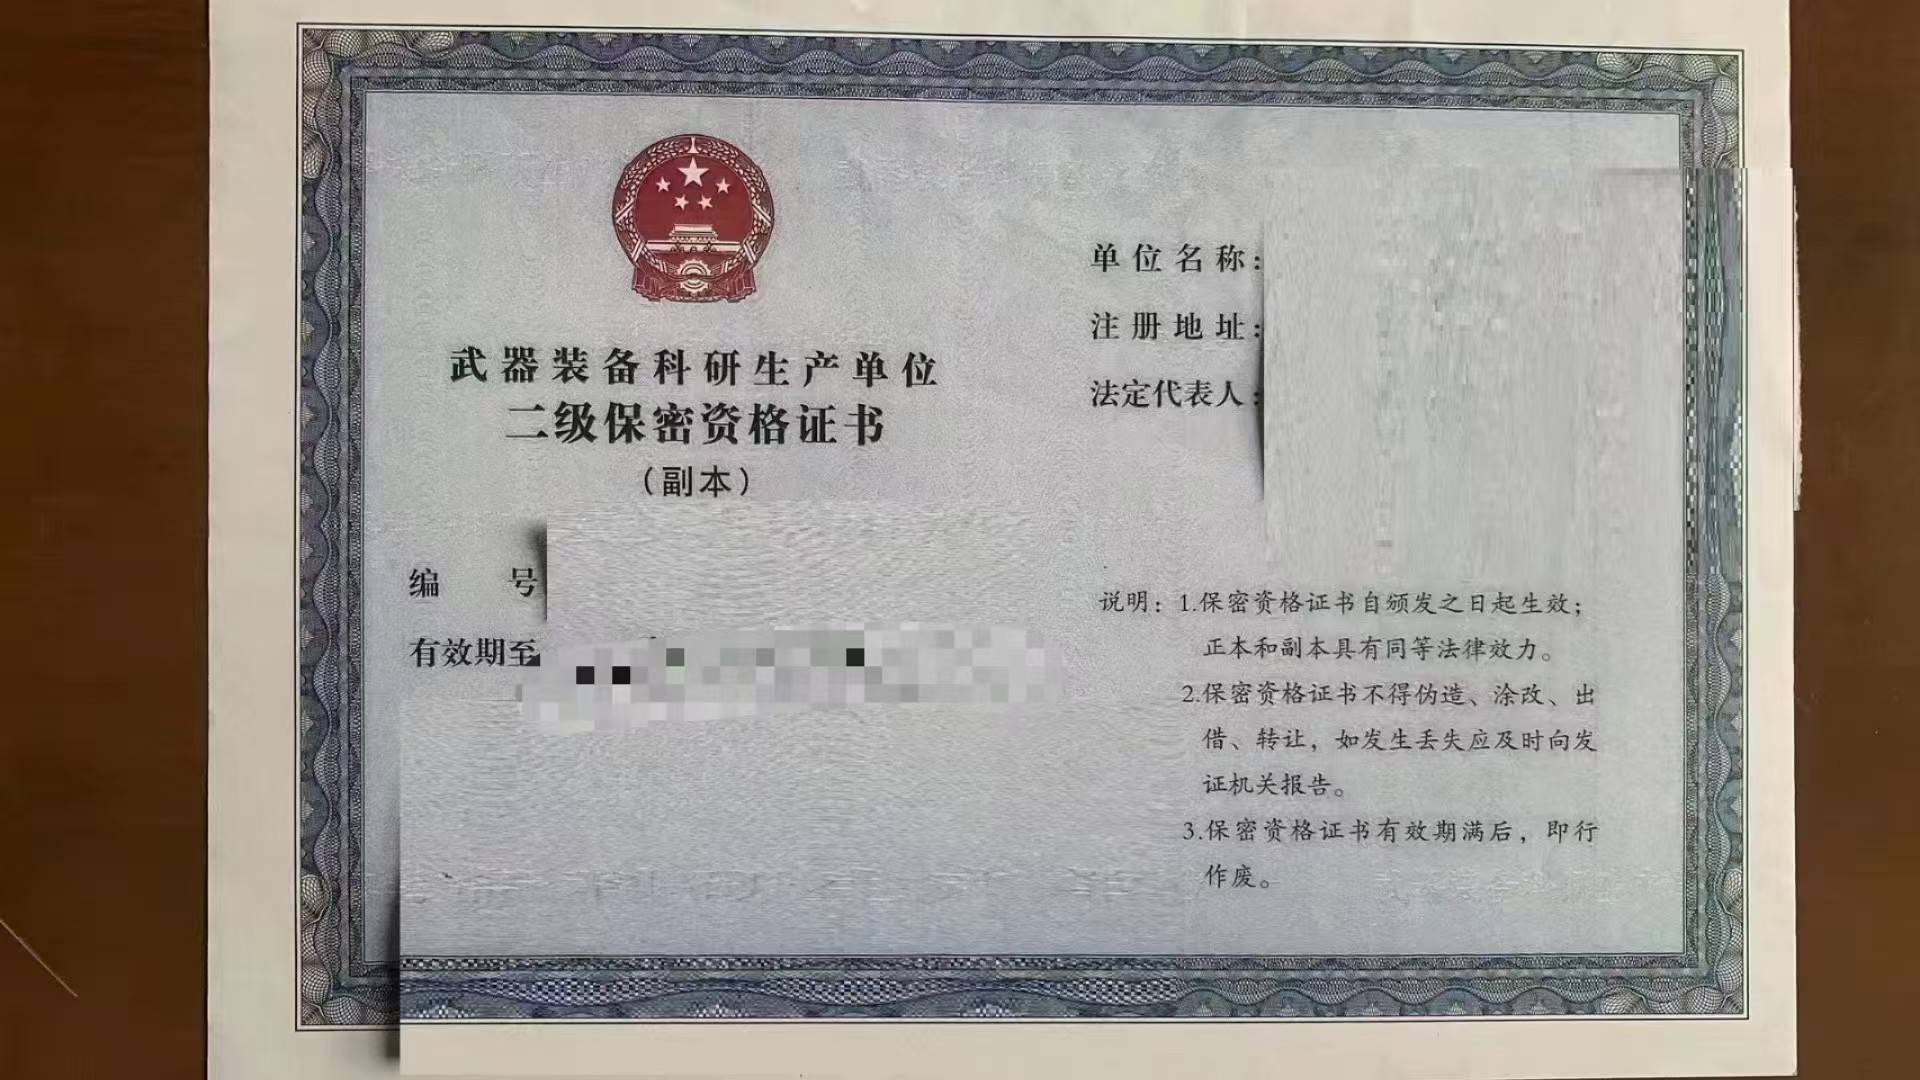 武器装备科研生产单位
二级保密资格证书
（副本）
编 号
有效期至
单位名称：
注册地址：
法定代表人：
说明：1.保密资格证书自颁发之日起生效；
正本和副本具有同等法律效力。
2.保密资格证书不得伪造、涂改、出
借、转让，如发生丢失应及时向发
证机关报告。
3.保密资格证书有效期满后，即行
作废。